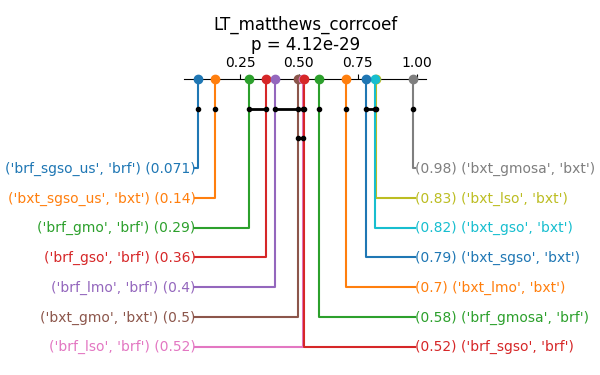 LT_matthews_corrcoef
p = 4.12e-29
0.25 0.50 0.75 1.00
('brf_sgso_us', 'brf') (0.071) (0.98) ('bxt_gmosa', 'bxt')
('bxt_sgso_us', 'bxt') (0.14) (0.83) ('bxt_lso', 'bxt')
('brf_gmo', 'brf') (0.29) (0.82) ('bxt_gso', 'bxt')
('brf_gso', 'brf') (0.36) (0.79) ('bxt_sgso', 'bxt')
('brf_lmo', 'brf') (0.4) (0.7) ('bxt_lmo', 'bxt')
('bxt_gmo', 'bxt') (0.5) (0.58) ('brf_gmosa', 'brf')
('brf_lso', 'brf') (0.52) (0.52) ('brf_sgso', 'brf')